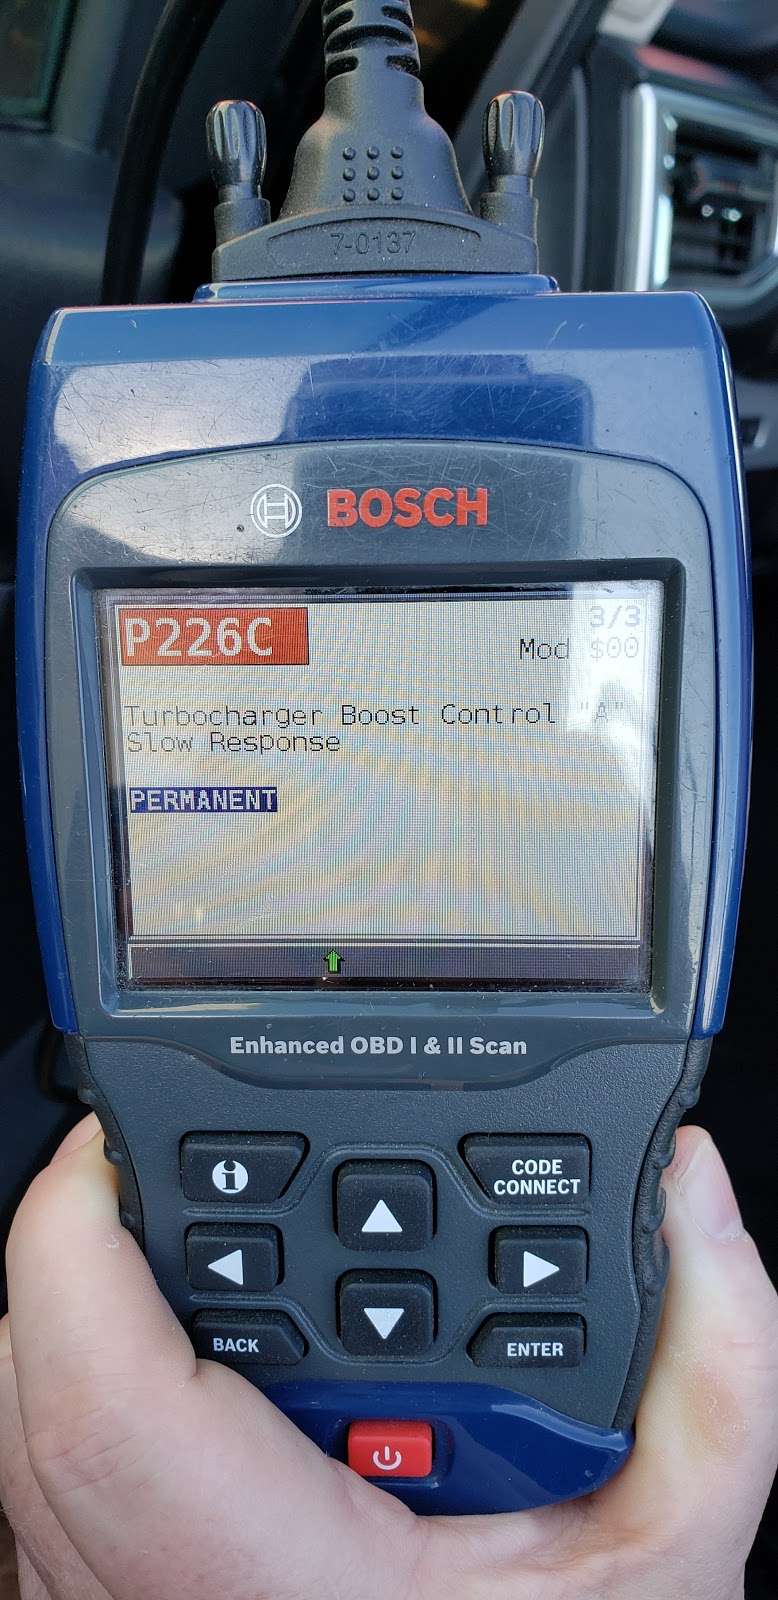 7-0137
BOSCH
P226C
3/3
Mod $00
Turbocharger Boost Control "A"
Slow Response
PERMANENT
Enhanced OBD I & II Scan
CODE
CONNECT
BACK
ENTER